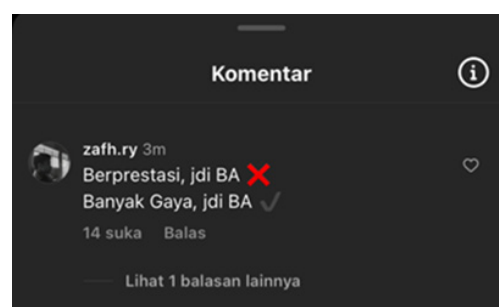 Komentar
zafh.ry 3m
Berprestasi, jdi BA ❌
Banyak Gaya, jdi BA ✔️
14 suka Balas
Lihat 1 balasan lainnya